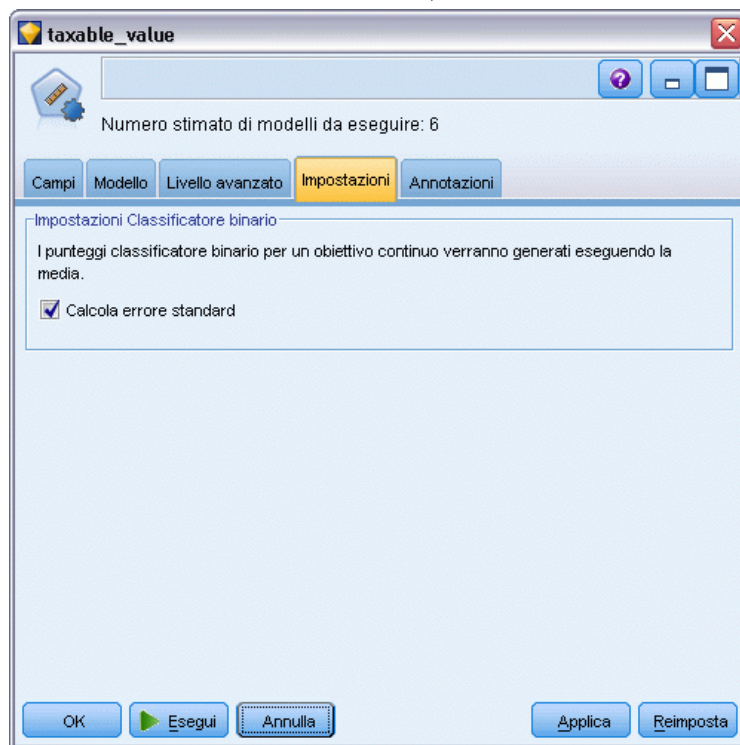 taxable_value
Numero stimato di modelli da eseguire: 6
Campi Modello Livello avanzato Impostazioni Annotazioni
Impostazioni Classificatore binario
I punteggi classificatore binario per un obiettivo continuo verranno generati eseguendo la
media.
Calcola errore standard
OK Esegui Annulla Applica Reimposta